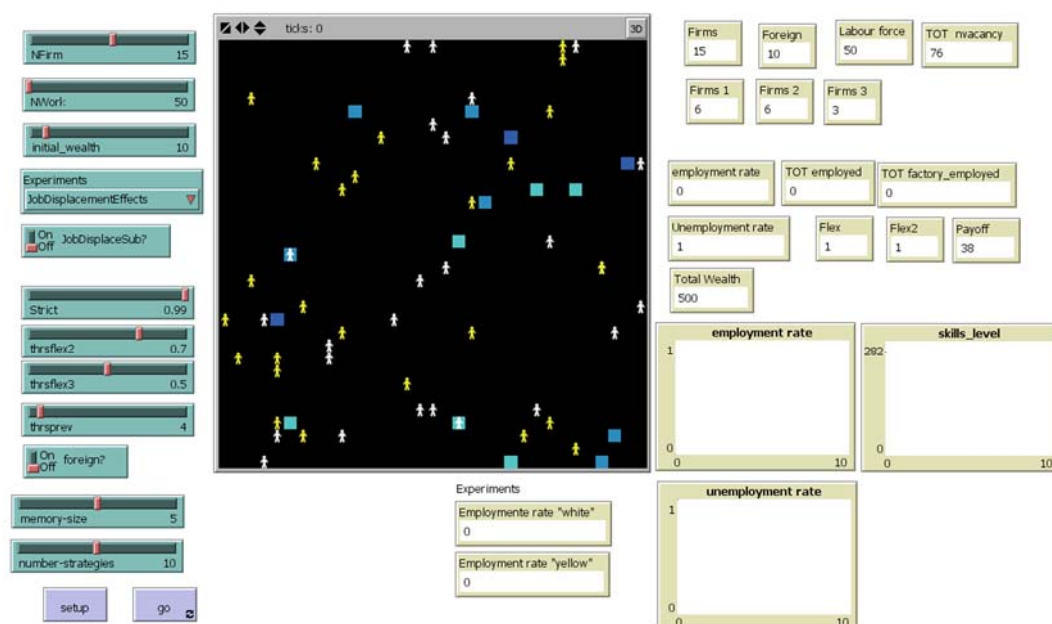 NFirm 15
NWork: 50
initial_wealth 10
Experiments
JobDisplacementEffects
On
Off JobDisplaceSub?
Strict 0.99
thrsflex2 0.7
thrsflex3 0.5
thrsprev 4
On
Off foreign?
memory-size 5
number-strategies 10
setup go
ticks: 0 3D
Firms Foreign Labour force TOT nvacancy
15 10 50 76
Firms 1 Firms 2 Firms 3
6 6 3
employment rate TOT employed TOT factory_employed
0 0 0
Unemployment rate Flex Flex2 Payoff
1 1 1 38
Total Wealth
500
employment rate
1
0
0 10
skills_level
282
0
0 10
Experiments
Employmente rate "white"
0
Employment rate "yellow"
0
unemployment rate
1
0
0 10